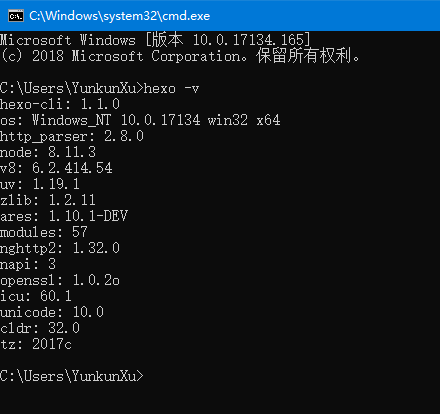 C:\Windows\system32\cmd.exe
Microsoft Windows [版本 10.0.17134.165]
(c) 2018 Microsoft Corporation。保留所有权利。
C:\Users\YunkunXu>hexo -v
hexo-cli: 1.1.0
os: Windows_NT 10.0.17134 win32 x64
http_parser: 2.8.0
node: 8.11.3
v8: 6.2.414.54
uv: 1.19.1
zlib: 1.2.11
ares: 1.10.1-DEV
modules: 57
nghttp2: 1.32.0
napi: 3
openssl: 1.0.2o
icu: 60.1
unicode: 10.0
cldr: 32.0
tz: 2017c
C:\Users\YunkunXu>